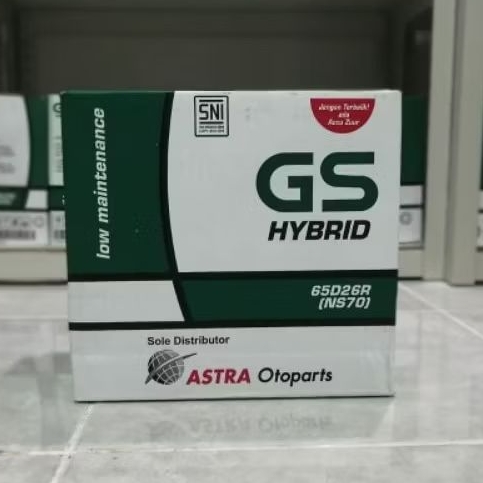 low maintenance
SNI
Jangan Terbalik!
ada
Accu Zuur
GS
HYBRID
65D26R
(NS70)
Sole Distributor
ASTRA Otoparts